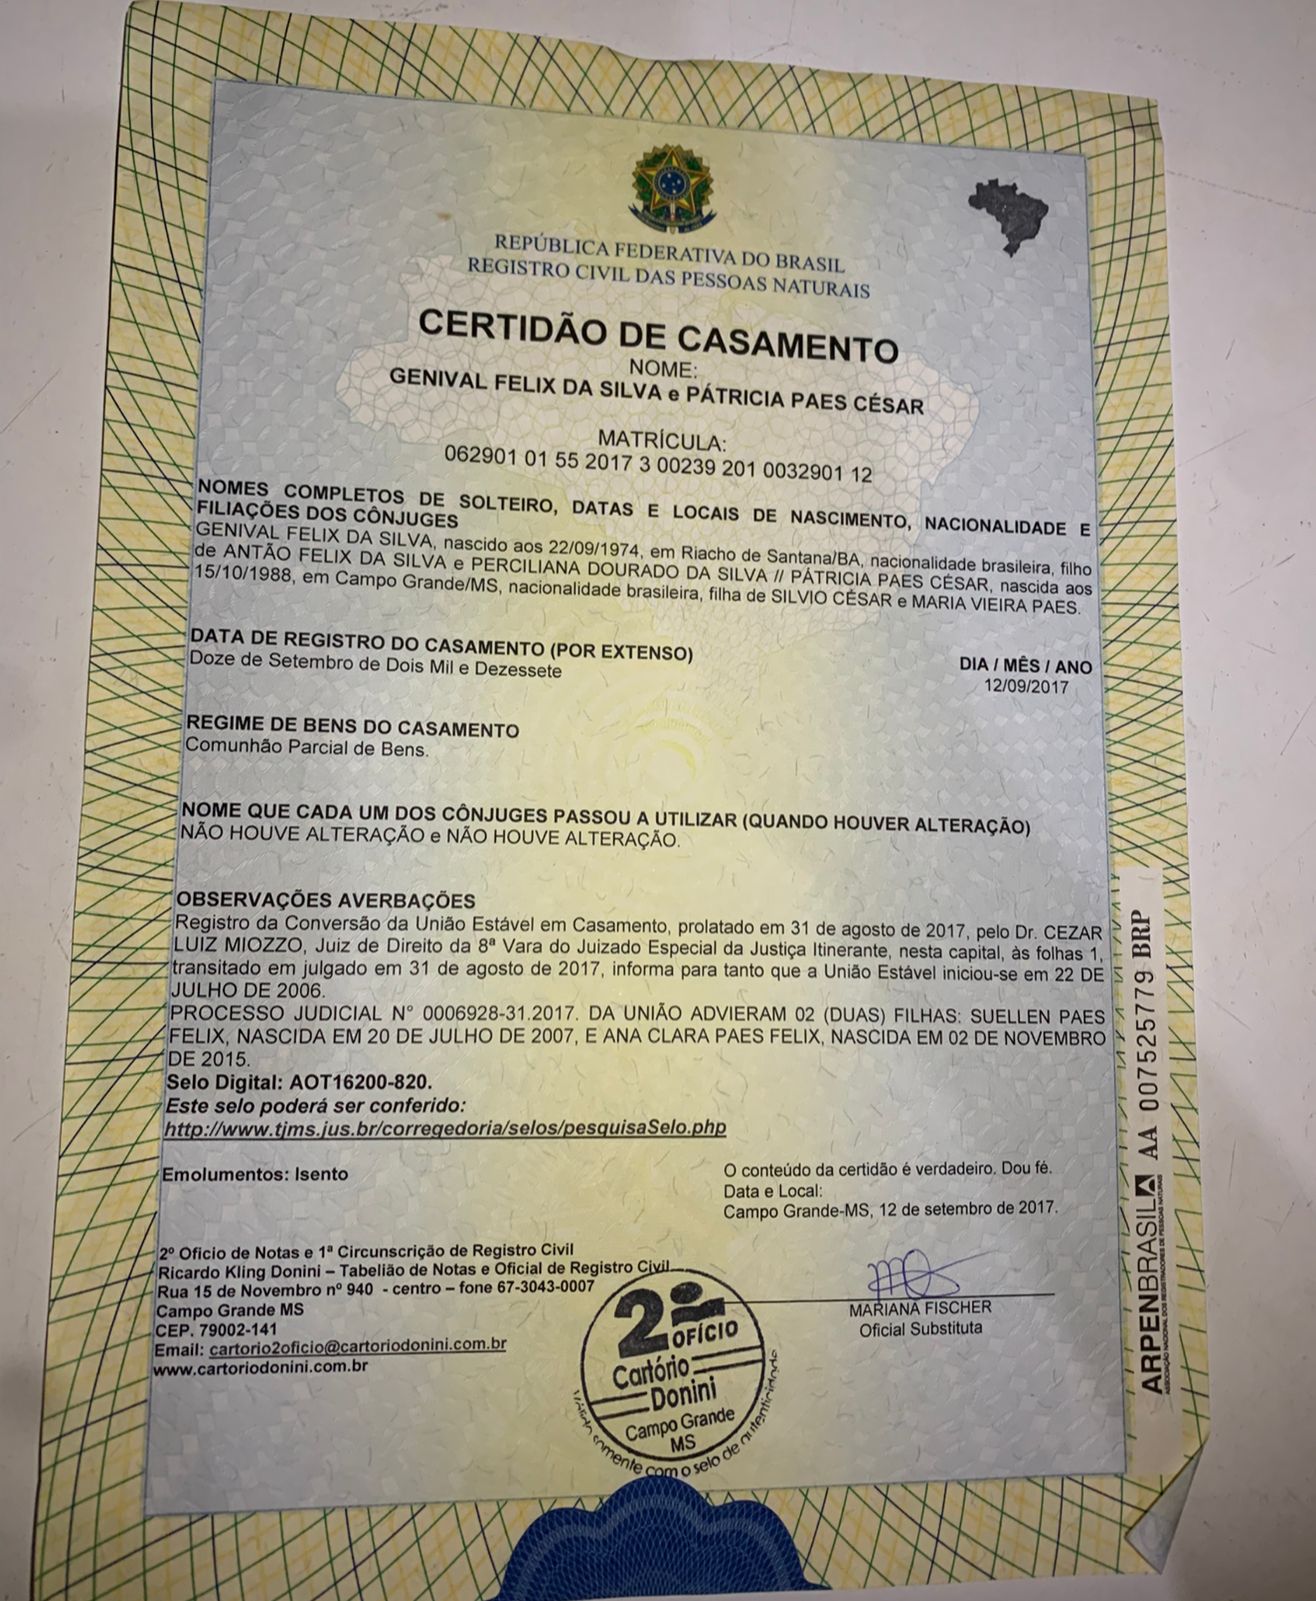 REPÚBLICA FEDERATIVA DO BRASIL
REGISTRO CIVIL DAS PESSOAS NATURAIS
CERTIDÃO DE CASAMENTO
NOME:
GENIVAL FELIX DA SILVA e PÁTRICIA PAES CÉSAR
MATRÍCULA:
062901 01 55 2017 3 00239 201 0032901 12
NOMES COMPLETOS DE SOLTEIRO, DATAS E LOCAIS DE NASCIMENTO, NACIONALIDADE E
FILIAÇÕES DOS CÔNJUGES
GENIVAL FELIX DA SILVA, nascido aos 22/09/1974, em Riacho de Santana/BA, nacionalidade brasileira, filho
de ANTÃO FELIX DA SILVA e PERCILIANA DOURADO DA SILVA // PÁTRICIA PAES CÉSAR, nascida aos
15/10/1988, em Campo Grande/MS, nacionalidade brasileira, filha de SILVIO CÉSAR e MARIA VIEIRA PAES.
DATA DE REGISTRO DO CASAMENTO (POR EXTENSO)
Doze de Setembro de Dois Mil e Dezessete
DIA / MÊS / ANO
12/09/2017
REGIME DE BENS DO CASAMENTO
Comunhão Parcial de Bens.
NOME QUE CADA UM DOS CÔNJUGES PASSOU A UTILIZAR (QUANDO HOUVER ALTERAÇÃO)
NÃO HOUVE ALTERAÇÃO e NÃO HOUVE ALTERAÇÃO.
OBSERVAÇÕES AVERBAÇÕES
Registro da Conversão da União Estável em Casamento, prolatado em 31 de agosto de 2017, pelo Dr. CEZAR
LUIZ MIOZZO, Juiz de Direito da 8ª Vara do Juizado Especial da Justiça Itinerante, nesta capital, às folhas 1,
transitado em julgado em 31 de agosto de 2017, informa para tanto que a União Estável iniciou-se em 22 DE
JULHO DE 2006.
PROCESSO JUDICIAL N° 0006928-31.2017. DA UNIÃO ADVIERAM 02 (DUAS) FILHAS: SUELLEN PAES
FELIX, NASCIDA EM 20 DE JULHO DE 2007, E ANA CLARA PAES FELIX, NASCIDA EM 02 DE NOVEMBRO
DE 2015.
Selo Digital: AOT16200-820.
Este selo poderá ser conferido:
http://www.tjms.jus.br/corregedoria/selos/pesquisaSelo.php
Emolumentos: Isento
O conteúdo da certidão é verdadeiro. Dou fé.
Data e Local:
Campo Grande-MS, 12 de setembro de 2017.
2º Oficio de Notas e 1ª Circunscrição de Registro Civil
Ricardo Kling Donini – Tabelião de Notas e Oficial de Registro Civil
Rua 15 de Novembro nº 940 - centro – fone 67-3043-0007
Campo Grande MS
CEP. 79002-141
Email: cartorio2oficio@cartoriodonini.com.br
www.cartoriodonini.com.br
MARIANA FISCHER
Oficial Substituta
2º
OFÍCIO
Cartório
Donini
Campo Grande
MS
Válido somente com o selo de autenticidade
ARPENBRASIL AA 007525779 BRP
ASSOCIAÇÃO NACIONAL DOS REGISTRADORES DE PESSOAS NATURAIS